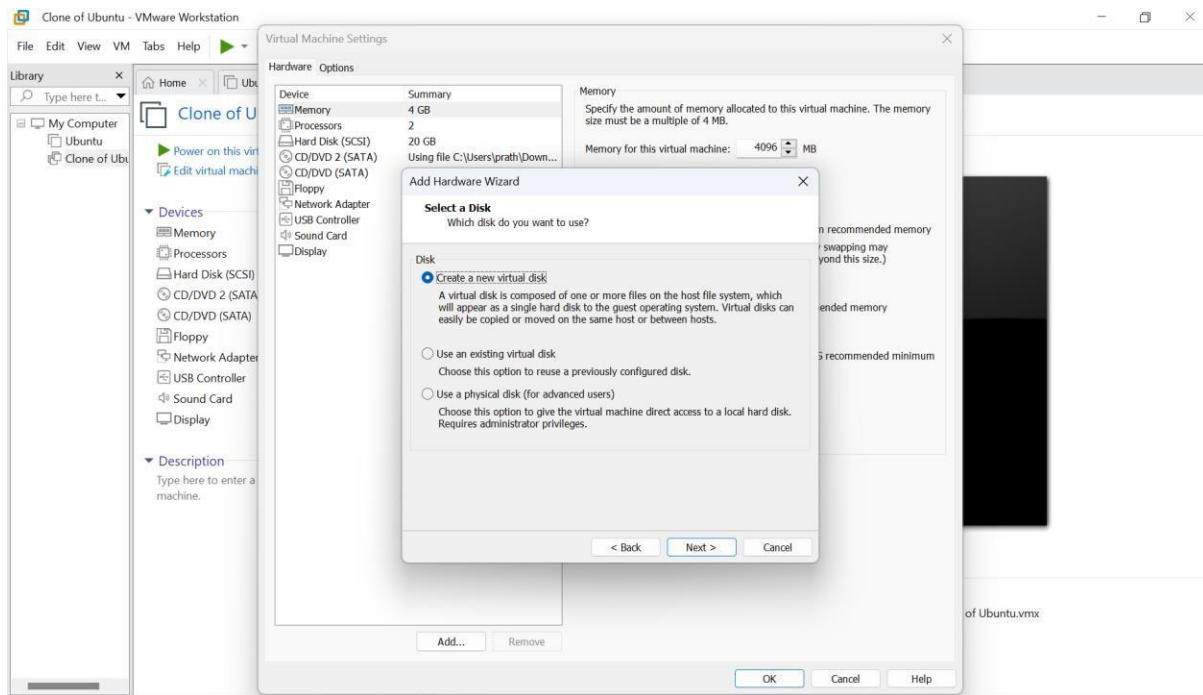 Clone of Ubuntu - VMware Workstation
File Edit View VM Tabs Help
Library
Type here t...
My Computer
Ubuntu
Clone of Ubu
Home
Ubu
Clone of U
Power on this virt
Edit virtual machi
Devices
Memory
Processors
Hard Disk (SCSI)
CD/DVD 2 (SATA
CD/DVD (SATA)
Floppy
Network Adapter
USB Controller
Sound Card
Display
Description
Type here to enter a
machine.
Virtual Machine Settings
Hardware Options
Device Summary
Memory 4 GB
Processors 2
Hard Disk (SCSI) 20 GB
CD/DVD 2 (SATA) Using file C:\Users\prath\Down...
CD/DVD (SATA)
Floppy
Network Adapter
USB Controller
Sound Card
Display
Memory
Specify the amount of memory allocated to this virtual machine. The memory
size must be a multiple of 4 MB.
Memory for this virtual machine: 4096 MB
recommended memory
swapping may
yond this size.)
ended memory
recommended minimum
Add Hardware Wizard
Select a Disk
Which disk do you want to use?
Disk
Create a new virtual disk
A virtual disk is composed of one or more files on the host file system, which
will appear as a single hard disk to the guest operating system. Virtual disks can
easily be copied or moved on the same host or between hosts.
Use an existing virtual disk
Choose this option to reuse a previously configured disk.
Use a physical disk (for advanced users)
Choose this option to give the virtual machine direct access to a local hard disk.
Requires administrator privileges.
< Back Next > Cancel
Add... Remove
OK Cancel Help
of Ubuntu.vmx